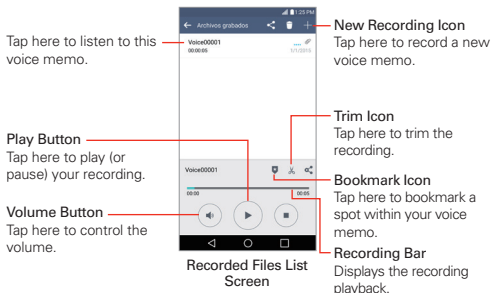 Tap here to listen to this
voice memo.
Play Button
Tap here to play (or
pause) your recording.
Volume Button
Tap here to control the
volume.
1:25 PM
Archivos grabados
Voice00001
00:00:05
1/1/2015
Voice00001
00:00
00:05
Recorded Files List
Screen
New Recording Icon
Tap here to record a new
voice memo.
Trim Icon
Tap here to trim the
recording.
Bookmark Icon
Tap here to bookmark a
spot within your voice
memo.
Recording Bar
Displays the recording
playback.